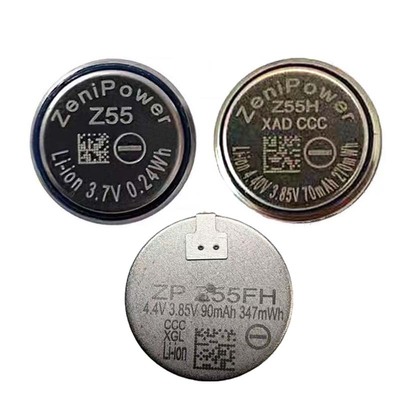 ZeniPower
Z55
Li-ion 3.7V 0.24Wh
ZeniPower
Z55H
XAD CCC
Li-ion 4.40V 3.85V 70mAh 270mWh
ZP Z55FH
4.4V 3.85V 90mAh 347mWh
CCC
XGL
Li-ion